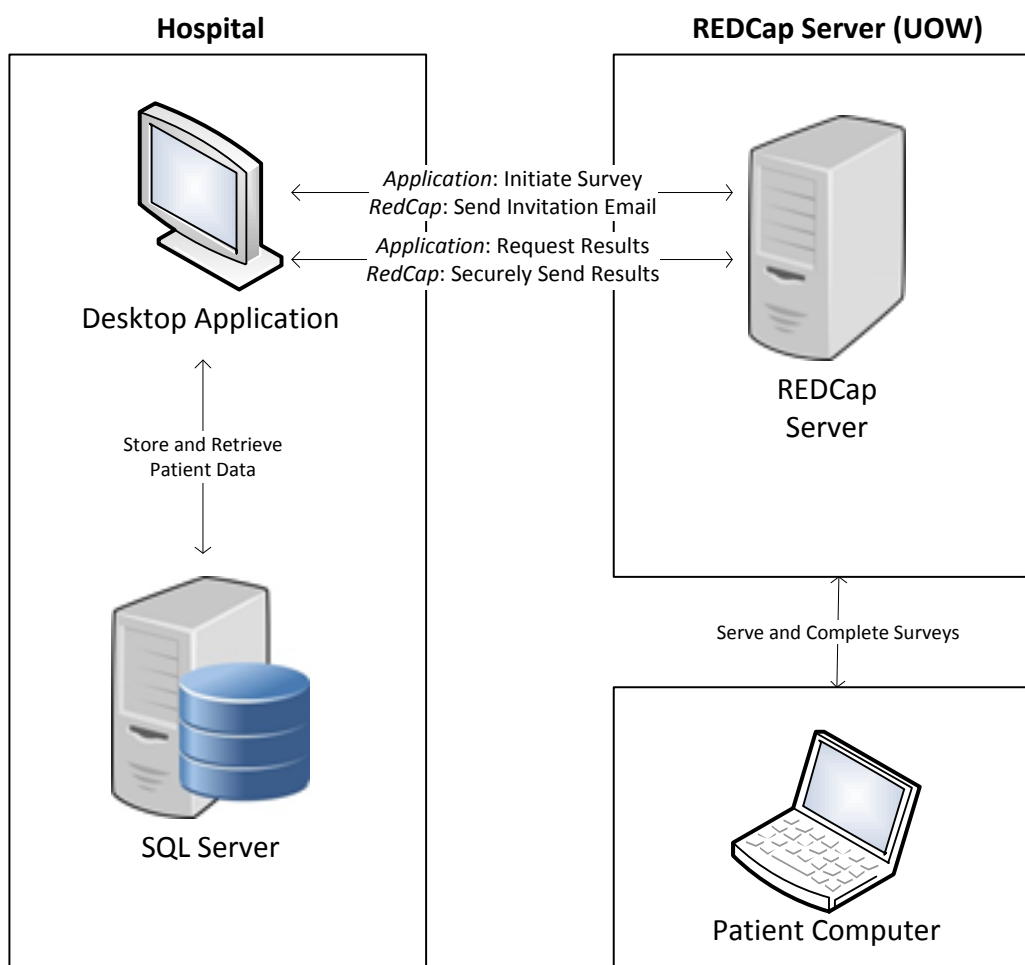 Hospital
REDCap Server (UOW)
Application: Initiate Survey
RedCap: Send Invitation Email
Application: Request Results
RedCap: Securely Send Results
Desktop Application
REDCap
Server
Store and Retrieve
Patient Data
Serve and Complete Surveys
SQL Server
Patient Computer